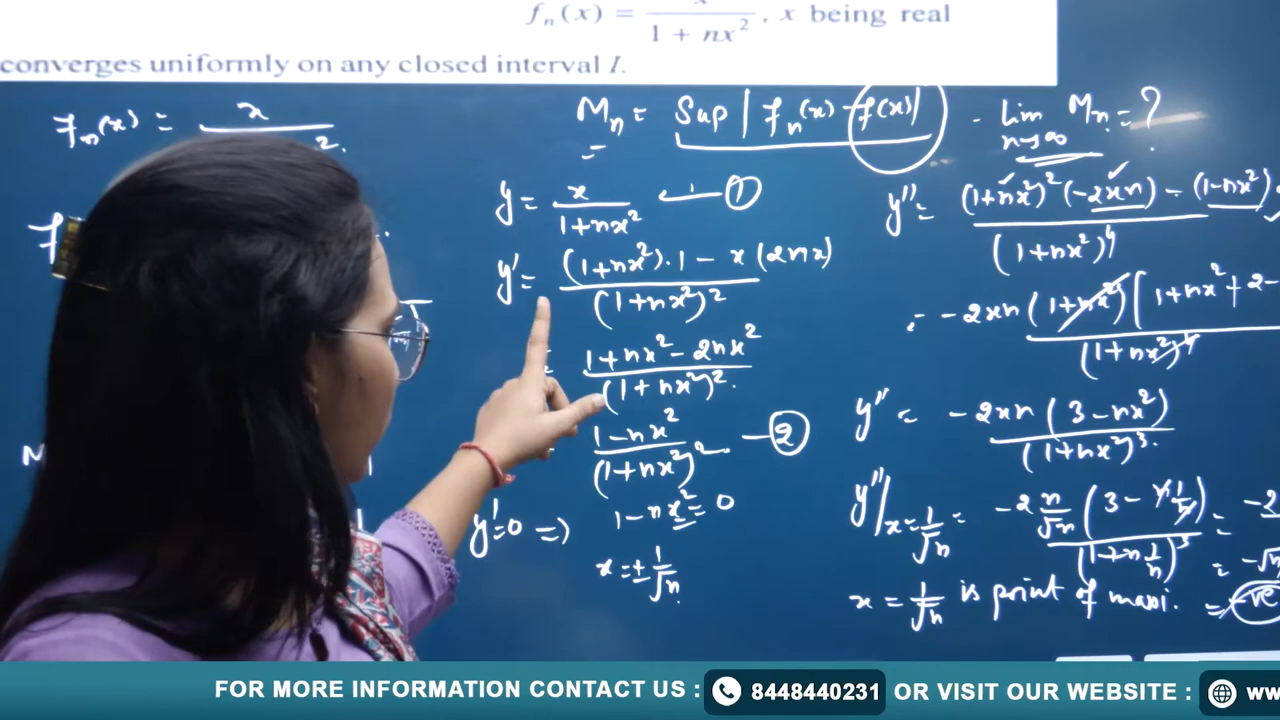 fₙ(x) = x / (1 + nx²), x being real
converges uniformly on any closed interval I.
fₙ(x) = x / 2.
Mₙ = Sup | fₙ(x) - f(x) |
- Lim n→∞ Mₙ = ?
y = x / (1+nx²) ← ①
y' = ((1+nx²)·1 - x(2nx)) / (1+nx²)²
= (1+nx² - 2nx²) / (1+nx²)².
= (1-nx²) / (1+nx²)² — ②
y'=0 ⇒ 1-nx² = 0
x = ± 1/√n.
y'' = ((1+nx²)² (-2xn) - (1-nx²) / (1+nx²)⁴
= -2xn (1+nx²) (1+nx² + 2- / (1+nx²)⁴
y'' = -2xn (3-nx²) / (1+nx²)³.
y''/x=1/√n = -2 n/√n (3 - n 1/n) / (1+n 1/n)³ =
= -√n
x = 1/√n is point of maxi. = -ve
FOR MORE INFORMATION CONTACT US : 8448440231 OR VISIT OUR WEBSITE : ww